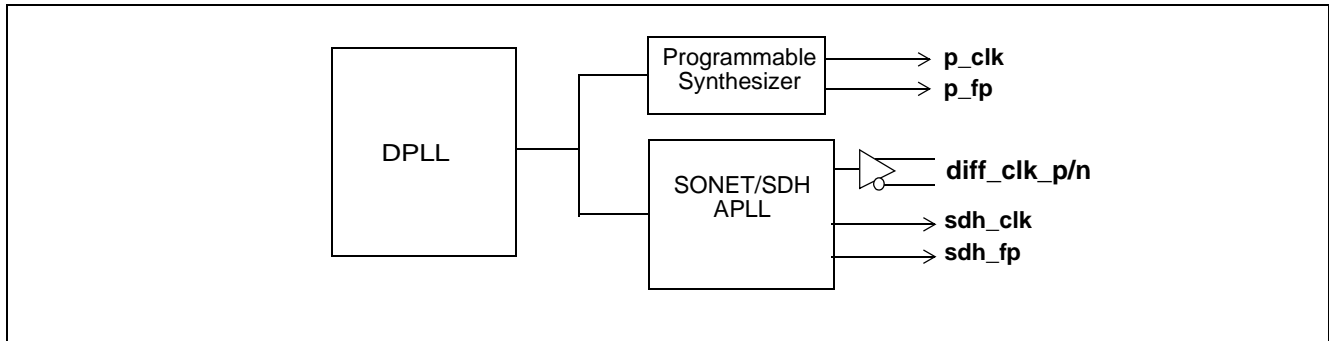 DPLL
Programmable
Synthesizer
p_clk
p_fp
SONET/SDH
APLL
diff_clk_p/n
sdh_clk
sdh_fp